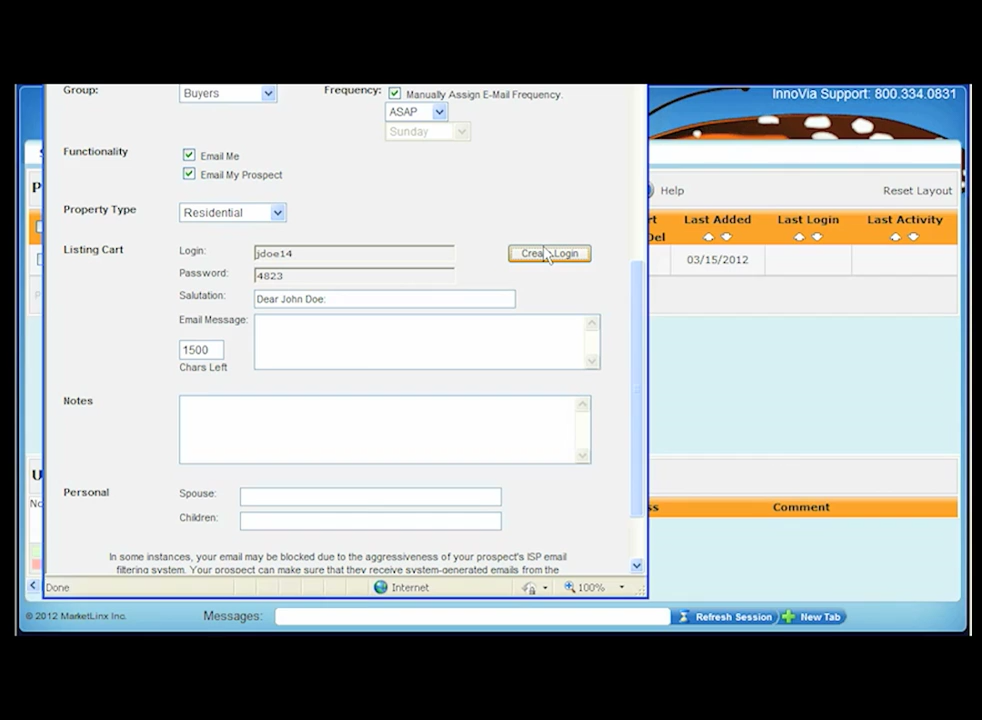 InnoVia Support: 800.334.0831
Group:
Buyers
Frequency:
Manually Assign E-Mail Frequency.
ASAP
Sunday
Functionality
Email Me
Email My Prospect
Help
Reset Layout
Property Type
Residential
Last Added
Last Login
Last Activity
Del
03/15/2012
Listing Cart
Login:
jdoe14
Password:
4823
Salutation:
Dear John Doe:
Email Message:
1500
Chars Left
Notes
Personal
Spouse:
Children:
Comment
In some instances, your email may be blocked due to the aggressiveness of your prospect's ISP email
filtering system. Your prospect can make sure that they receive system-generated emails from the
Done
Internet
100%
© 2012 MarketLinx Inc.
Messages:
Refresh Session
New Tab